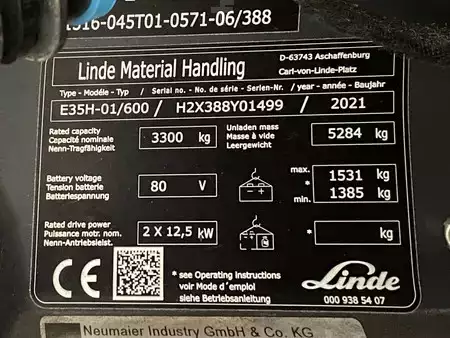 1516-045T01-0571-06/388
Linde Material Handling
D-63743 Aschaffenburg
Carl-von-Linde-Platz
Type - Modéle - Typ / Serial no. - No. de série - Serien-Nr. / year - année - Baujahr
E35H-01/600 / H2X388Y01499 / 2021
Rated capacity
Capacité nominale
Nenn-Tragfähigkeit
3300 kg
Unladen mass
Masse à vide
Leergewicht
5284 kg
Battery voltage
Tension batterie
Batteriespannung
80 V
max. 1531 kg
*
min. 1385 kg
Rated drive power
Puissance motr. nom.
Nenn-Antriebsleist.
2 X 12,5 kW
* kg
CE
* see Operating instructions
voir Mode d'emploi
siehe Betriebsanleitung
Linde
000 938 54 07
Neumaier Industry GmbH & Co. KG